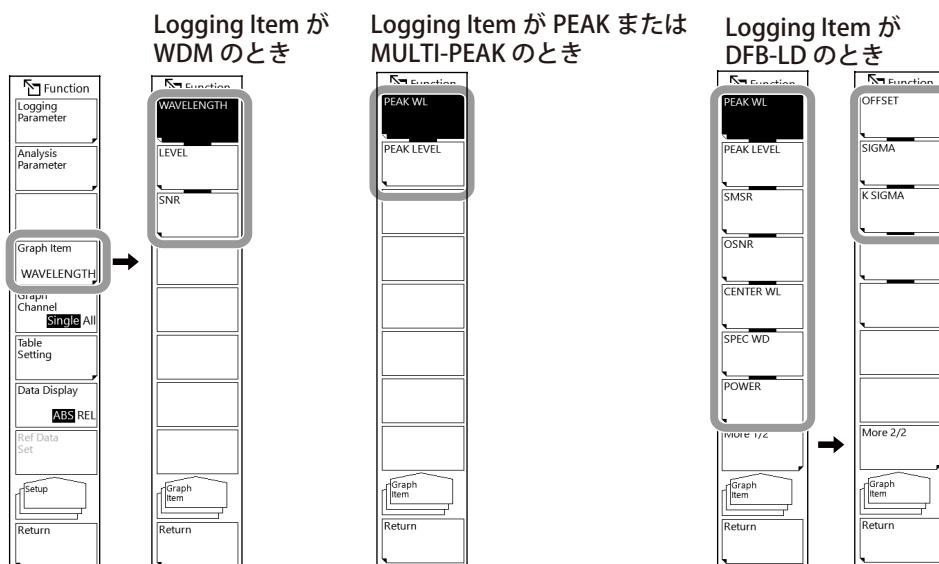 Logging Item が
WDM のとき
Logging Item が PEAK または
MULTI-PEAK のとき
Logging Item が
DFB-LD のとき
Function
Logging
Parameter
Analysis
Parameter
Graph Item
WAVELENGTH
Graph
Channel
Single All
Table
Setting
Data Display
ABS REL
Ref Data
Set
Setup
Return
Function
WAVELENGTH
LEVEL
SNR
Graph
Item
Return
Function
PEAK WL
PEAK LEVEL
Graph
Item
Return
Function
PEAK WL
PEAK LEVEL
SMSR
OSNR
CENTER WL
SPEC WD
POWER
More 1/2
Graph
Item
Return
Function
OFFSET
SIGMA
K SIGMA
More 2/2
Graph
Item
Return